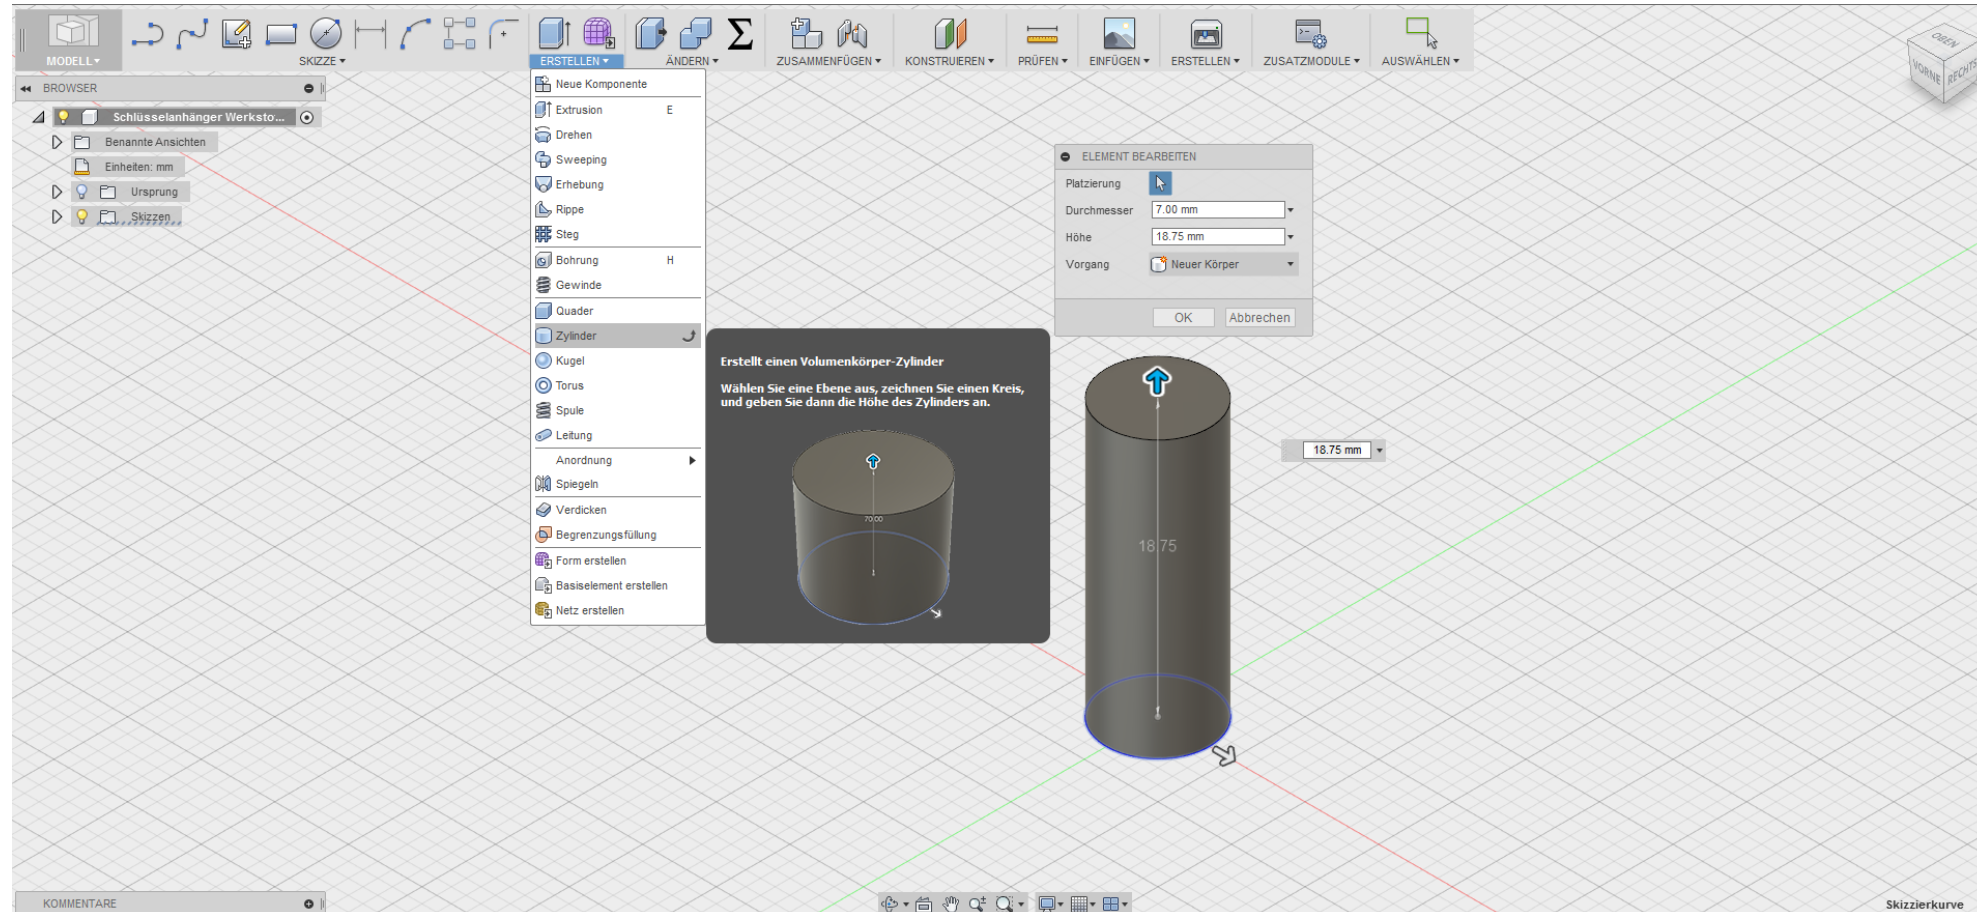 MODELL
SKIZZE
ERSTELLEN
ÄNDERN
ZUSAMMENFÜGEN
KONSTRUIEREN
PRÜFEN
EINFÜGEN
ERSTELLEN
ZUSATZMODULE
AUSWÄHLEN
OBEN
VORNE
RECHTS
BROWSER
Schlüsselanhänger Werksto...
Benannte Ansichten
Einheiten: mm
Ursprung
Skizzen
Neue Komponente
Extrusion E
Drehen
Sweeping
Erhebung
Rippe
Steg
Bohrung H
Gewinde
Quader
Zylinder
Kugel
Torus
Spule
Leitung
Anordnung
Spiegeln
Verdicken
Begrenzungsfüllung
Form erstellen
Basiselement erstellen
Netz erstellen
Erstellt einen Volumenkörper-Zylinder
Wählen Sie eine Ebene aus, zeichnen Sie einen Kreis,
und geben Sie dann die Höhe des Zylinders an.
70.00
ELEMENT BEARBEITEN
Platzierung
Durchmesser 7.00 mm
Höhe 18.75 mm
Vorgang Neuer Körper
OK Abbrechen
18.75 mm
18.75
KOMMENTARE
Skizzierkurve